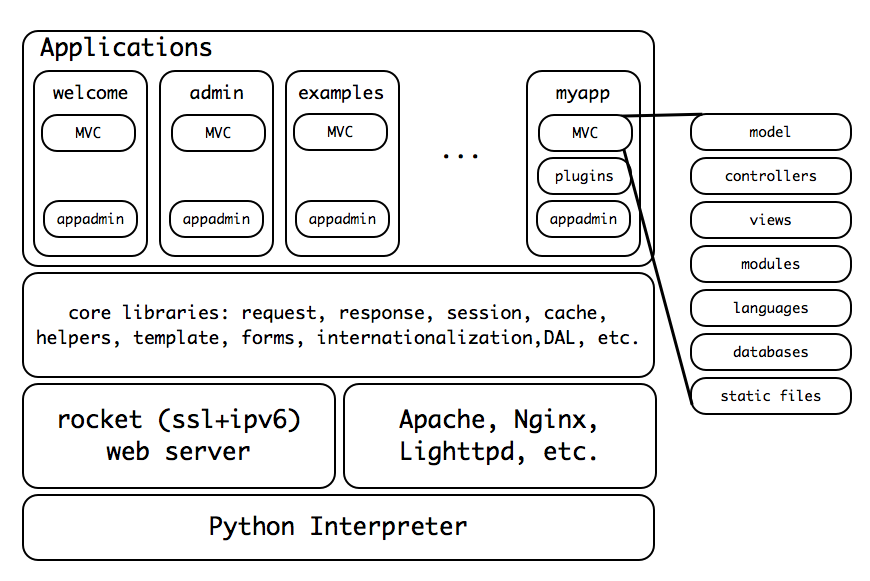 Applications
welcome
MVC
appadmin
admin
MVC
appadmin
examples
MVC
appadmin
...
myapp
MVC
plugins
appadmin
model
controllers
views
modules
languages
databases
static files
core libraries: request, response, session, cache,
helpers, template, forms, internationalization,DAL, etc.
rocket (ssl+ipv6)
web server
Apache, Nginx,
Lighttpd, etc.
Python Interpreter